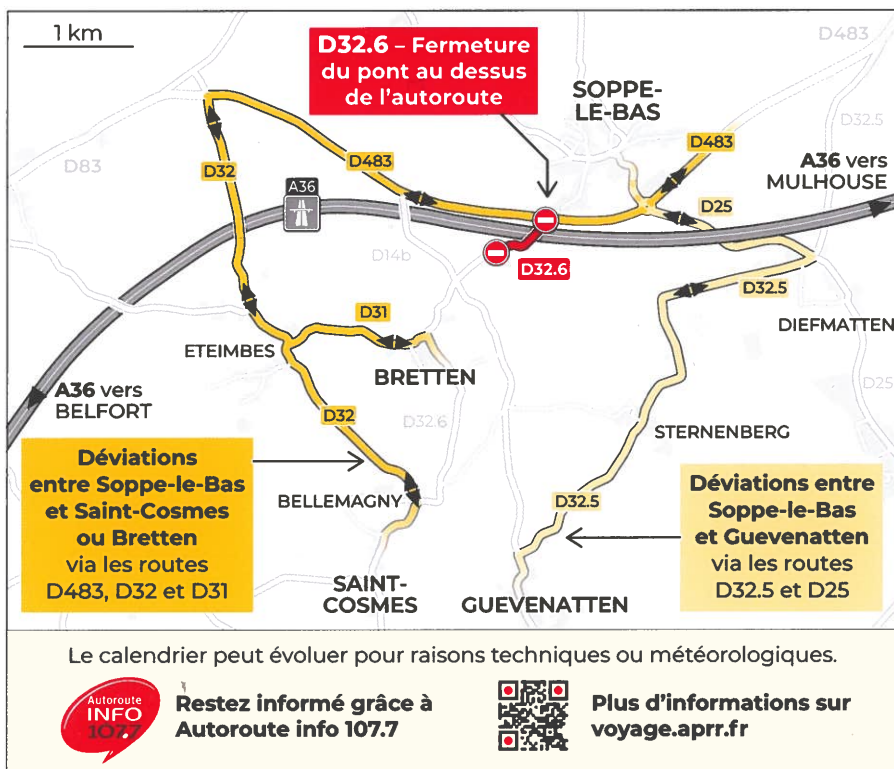 1 km
D32.6 – Fermeture
du pont au dessus
de l'autoroute
D483
SOPPE-
LE-BAS
D32.5
D83
D32
D483
D483
A36 vers
MULHOUSE
A36
D25
D14b
D32.6
D32.5
D31
DIEFMATTEN
ETEIMBES
BRETTEN
A36 vers
BELFORT
D25
D32
D32.6
STERNENBERG
Déviations
entre Soppe-le-Bas
et Saint-Cosmes
ou Bretten
via les routes
D483, D32 et D31
BELLEMAGNY
D32.5
Déviations entre
Soppe-le-Bas
et Guevenatten
via les routes
D32.5 et D25
SAINT-
COSMES
GUEVENATTEN
Le calendrier peut évoluer pour raisons techniques ou météorologiques.
Autoroute
INFO
107.7
Restez informé grâce à
Autoroute info 107.7
Plus d'informations sur
voyage.aprr.fr